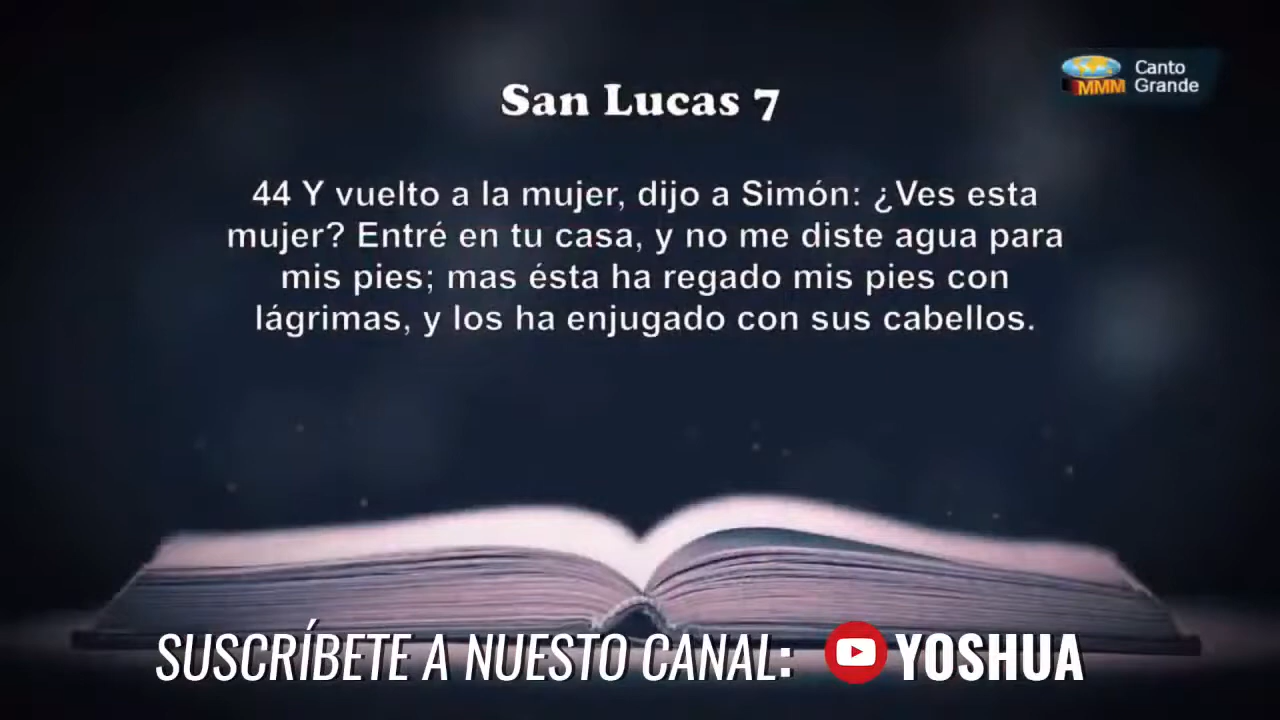 San Lucas 7
MMM
Canto
Grande
44 Y vuelto a la mujer, dijo a Simón: ¿Ves esta
mujer? Entré en tu casa, y no me diste agua para
mis pies; mas ésta ha regado mis pies con
lágrimas, y los ha enjugado con sus cabellos.
SUSCRÍBETE A NUESTO CANAL: YOSHUA